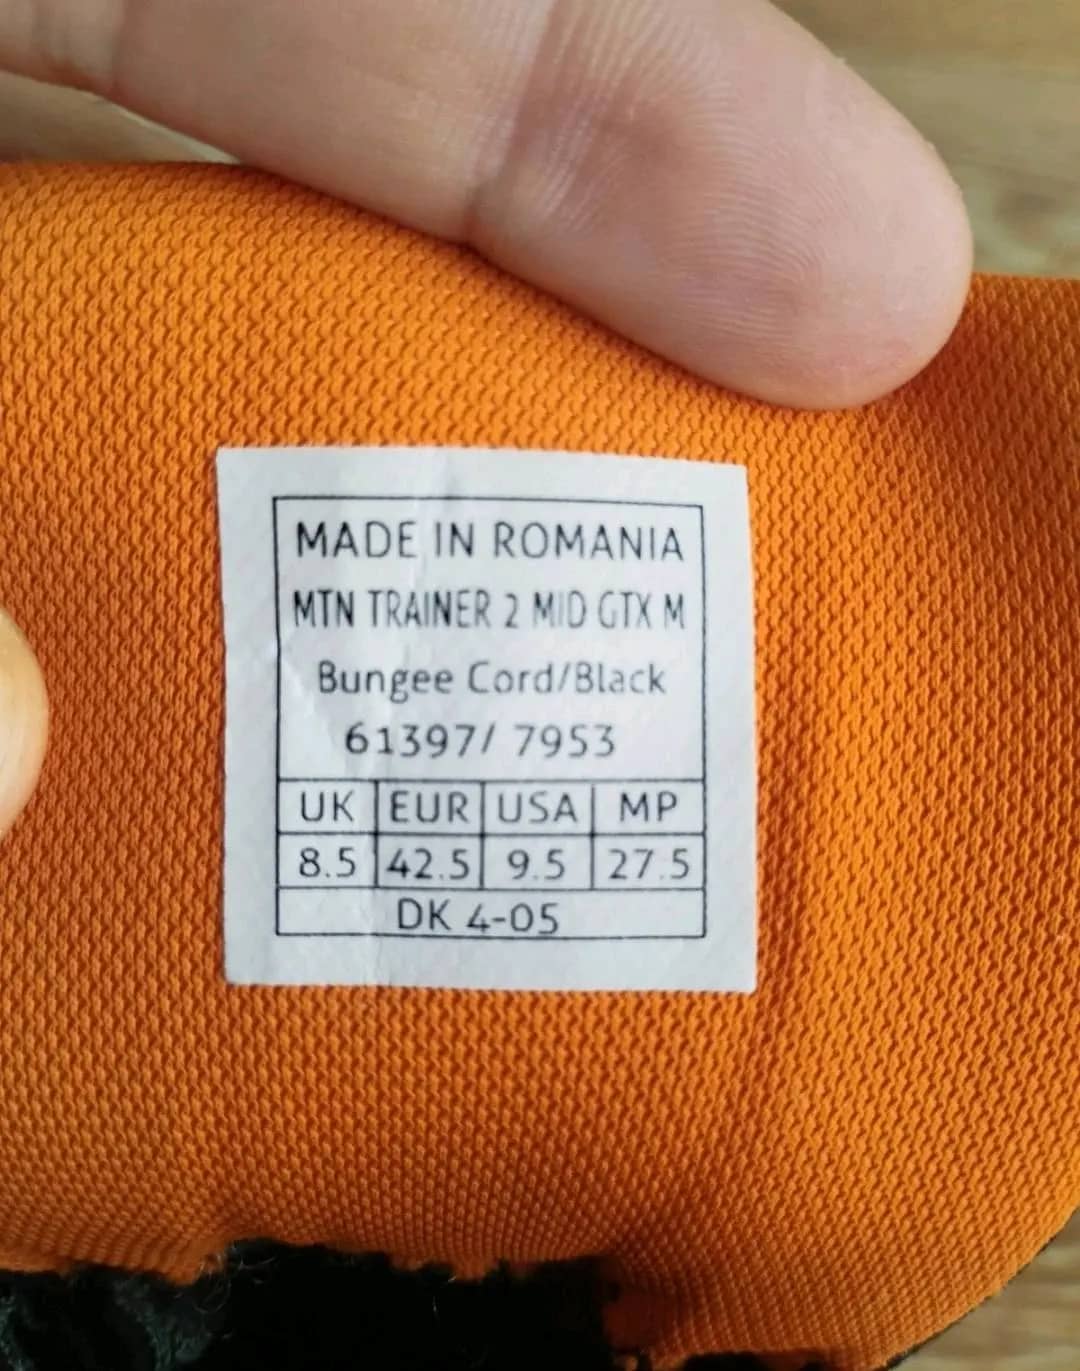 MADE IN ROMANIA
MTN TRAINER 2 MID GTX M
Bungee Cord/Black
61397/ 7953
UK EUR USA MP
8.5 42.5 9.5 27.5
DK 4-05